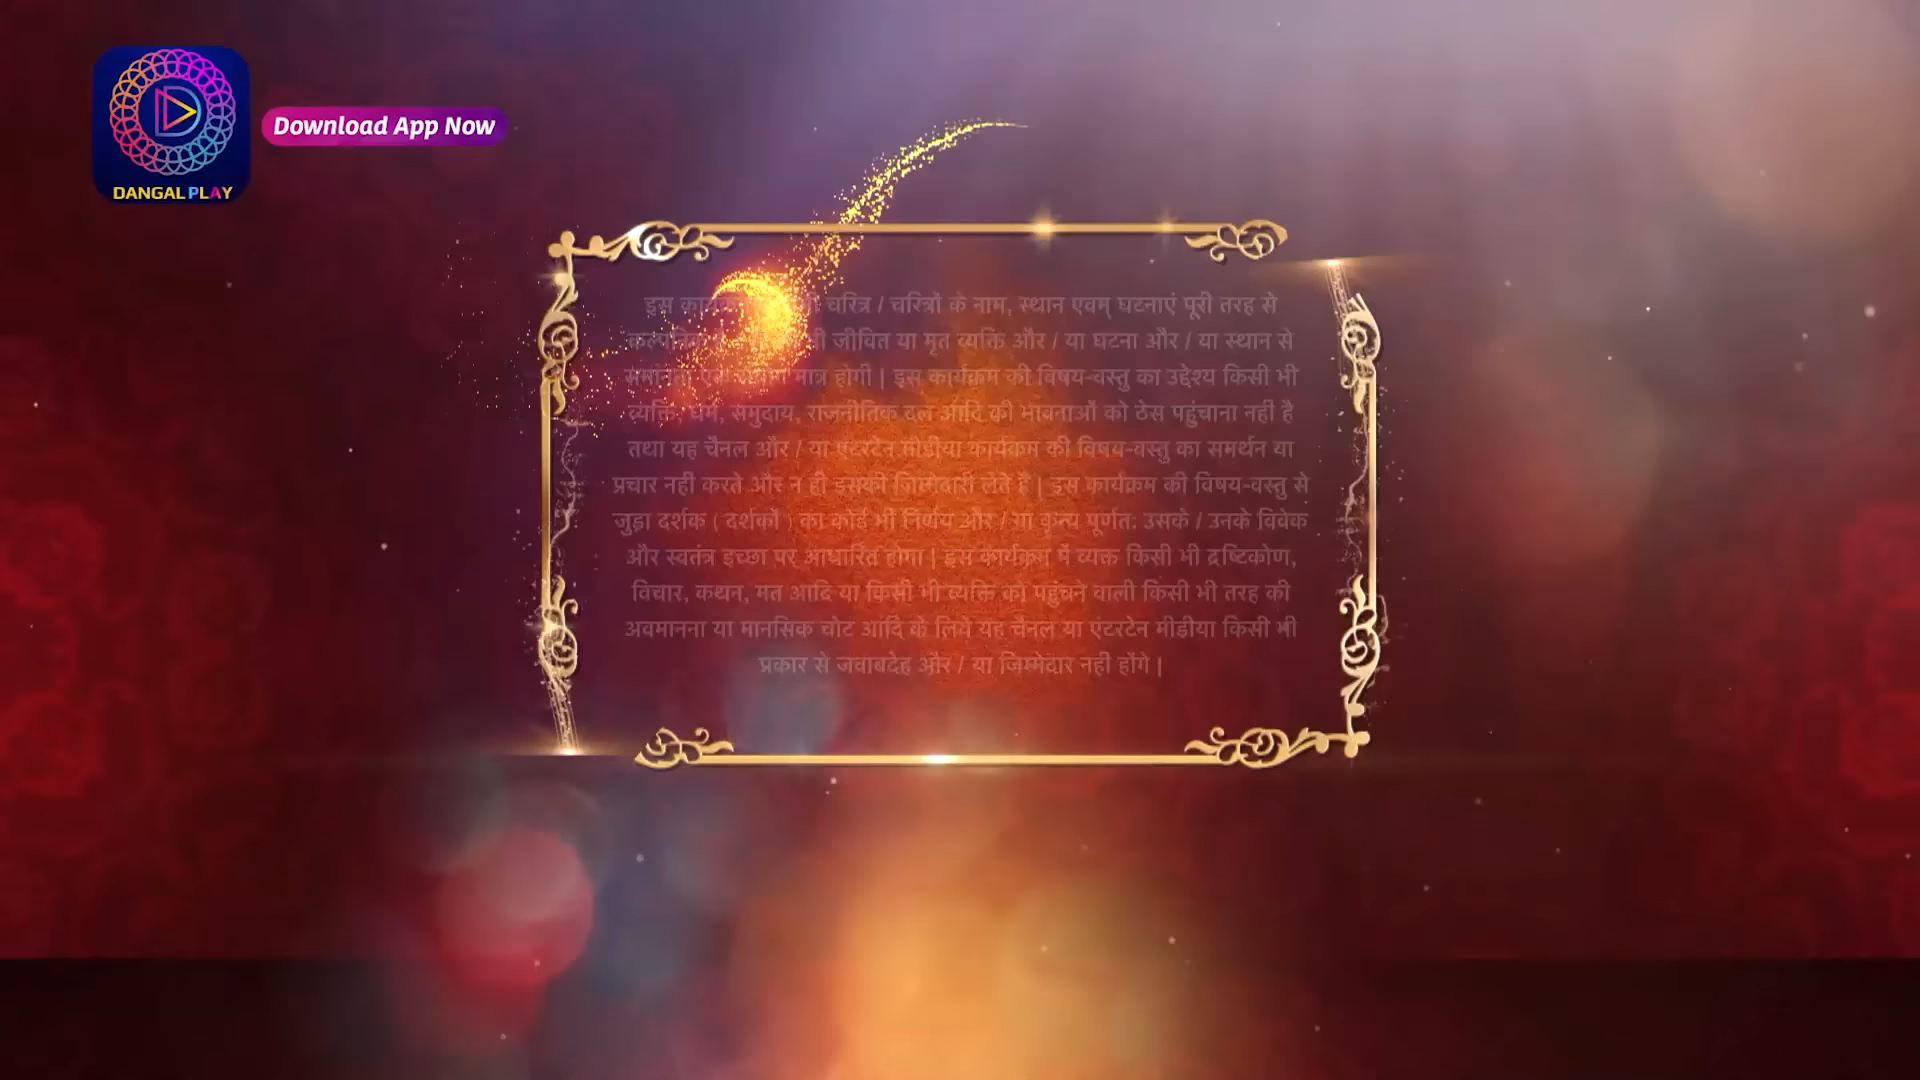 DANGAL PLAY
Download App Now
इस चरित्र / चरित्रों के नाम, स्थान एवम् घटनाएं पूरी तरह से
जीवित या मृत व्यक्ति और / या घटना और / या स्थान से
मात्र होगी | इस कार्यक्रम की विषय-वस्तु का उद्देश्य किसी भी
व्यक्ति, धर्म, समुदाय, राजनीतिक दल आदि की भावनाओं को ठेस पहुंचाना नहीं है
तथा यह चैनल और / या एंटरटेन मीडीया कार्यक्रम की विषय-वस्तु का समर्थन या
प्रचार नहीं करते और न ही इसकी जिम्मेदारी लेते है | इस कार्यक्रम की विषय-वस्तु से
जुड़ा दर्शक ( दर्शकों ) का कोई भी निर्णय और / या कृत्य पूर्णत: उसके / उनके विवेक
और स्वतंत्र इच्छा पर आधारित होगा | इस कार्यक्रम में व्यक्त किसी भी द्रष्टिकोण,
विचार, कथन, मत आदि या किसी भी व्यक्ति को पहुंचने वाली किसी भी तरह की
अवमानना या मानसिक चोट आदि के लिये यह चैनल या एंटरटेन मीडीया किसी भी
प्रकार से जवाबदेह और / या जिम्मेदार नहीं होंगे |